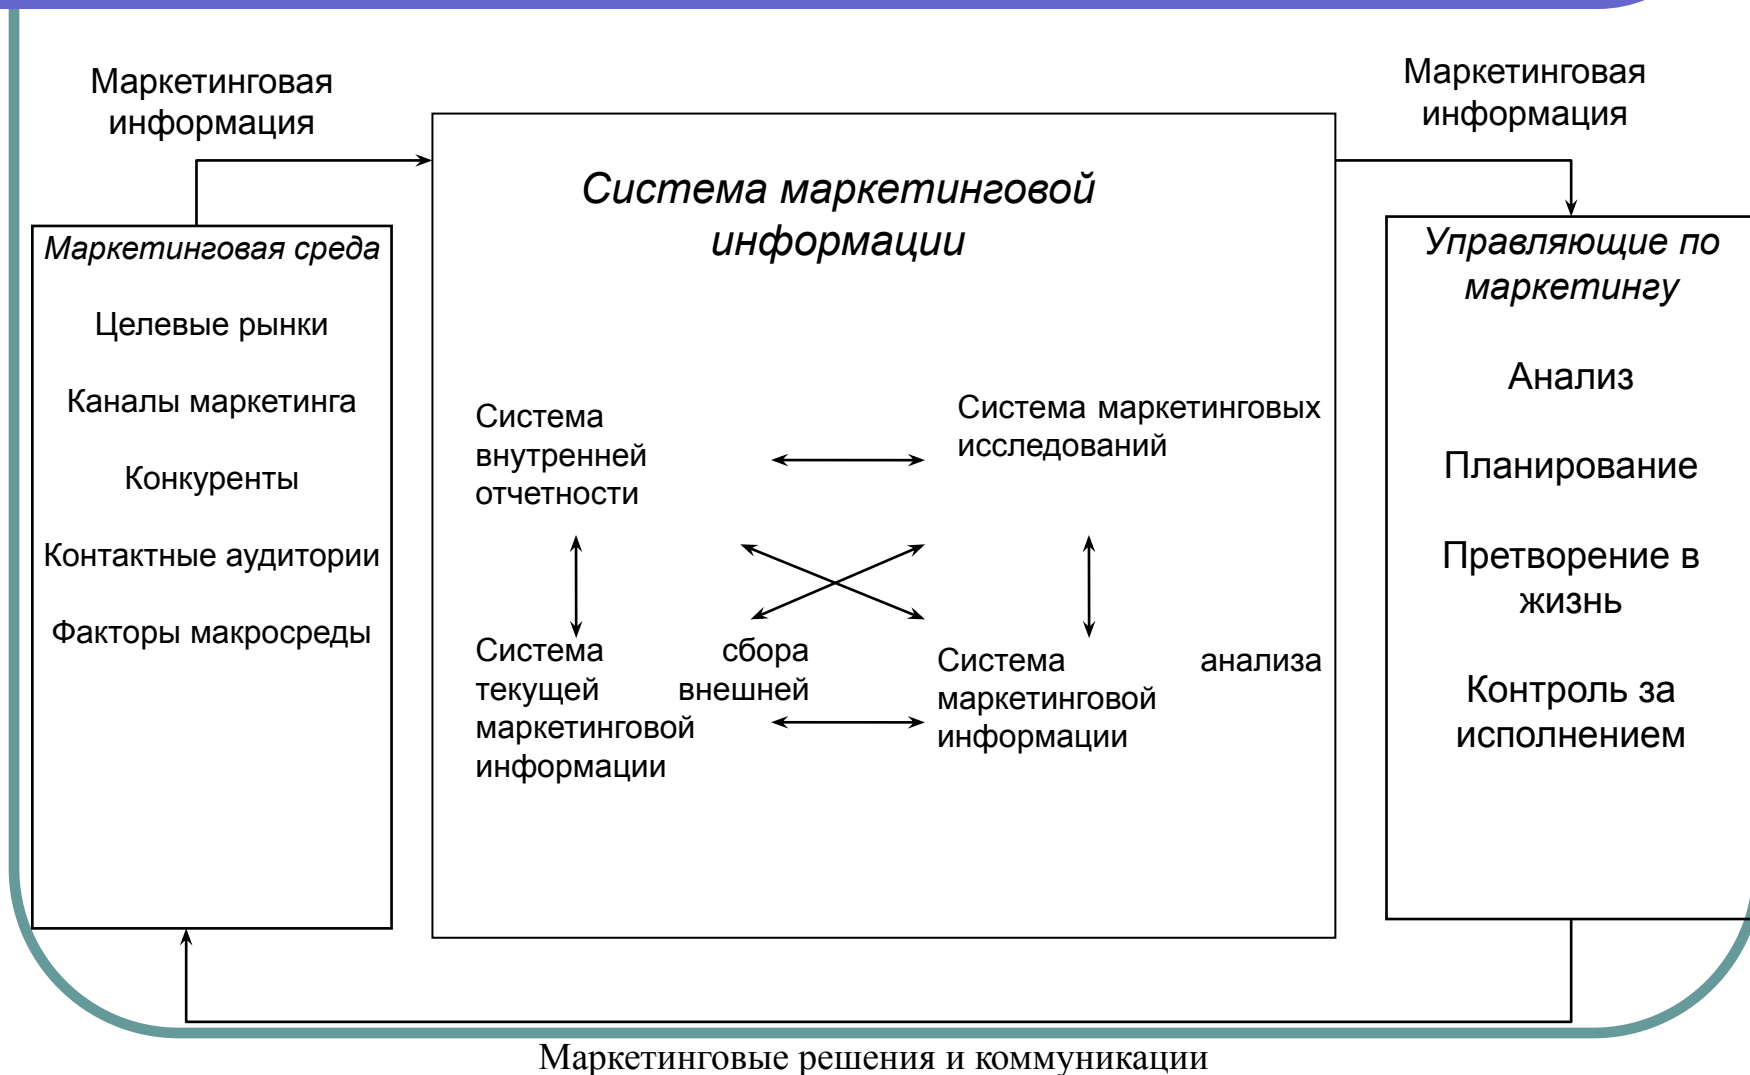 Маркетинговая
информация
Маркетинговая
информация
Система маркетинговой
информации
Маркетинговая среда
Целевые рынки
Каналы маркетинга
Конкуренты
Контактные аудитории
Факторы макросреды
Система
внутренней
отчетности
Система маркетинговых
исследований
Система сбора
текущей внешней
маркетинговой
информации
Система анализа
маркетинговой
информации
Управляющие по
маркетингу
Анализ
Планирование
Претворение в
жизнь
Контроль за
исполнением
Маркетинговые решения и коммуникации